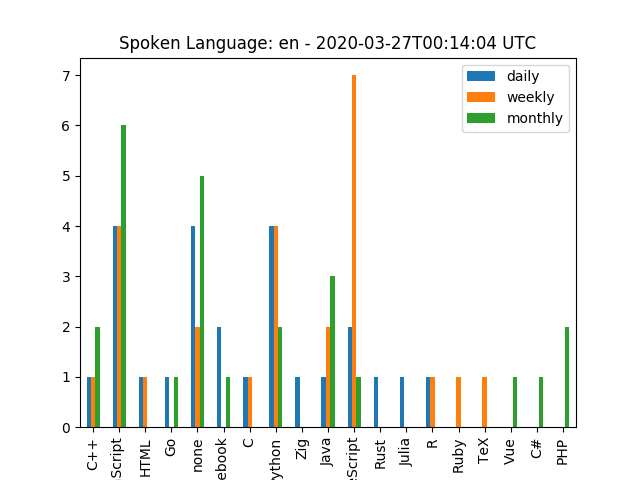 Spoken Language: en - 2020-03-27T00:14:04 UTC
daily
weekly
monthly
7
6
5
4
3
2
1
0
C++
Script
HTML
Go
none
ebook
C
ython
Zig
Java
eScript
Rust
Julia
R
Ruby
TeX
Vue
C#
PHP